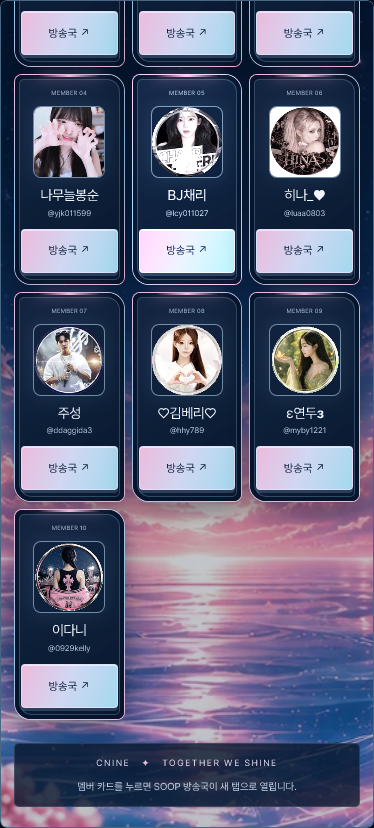 방송국 ↗ 방송국 ↗ 방송국 ↗
MEMBER 04 MEMBER 05 MEMBER 06
HINA
나무늘봉순 BJ채리 히나_♥
@yjk011599 @lcy011027 @luaa0803
방송국 ↗ 방송국 ↗ 방송국 ↗
MEMBER 07 MEMBER 08 MEMBER 09
주성 ♡김베리♡ ε연두з
@ddaggida3 @hhy789 @myby1221
방송국 ↗ 방송국 ↗ 방송국 ↗
MEMBER 10
이다니
@0929kelly
방송국 ↗
CNINE ✦ TOGETHER WE SHINE
멤버 카드를 누르면 SOOP 방송국이 새 탭으로 열립니다.